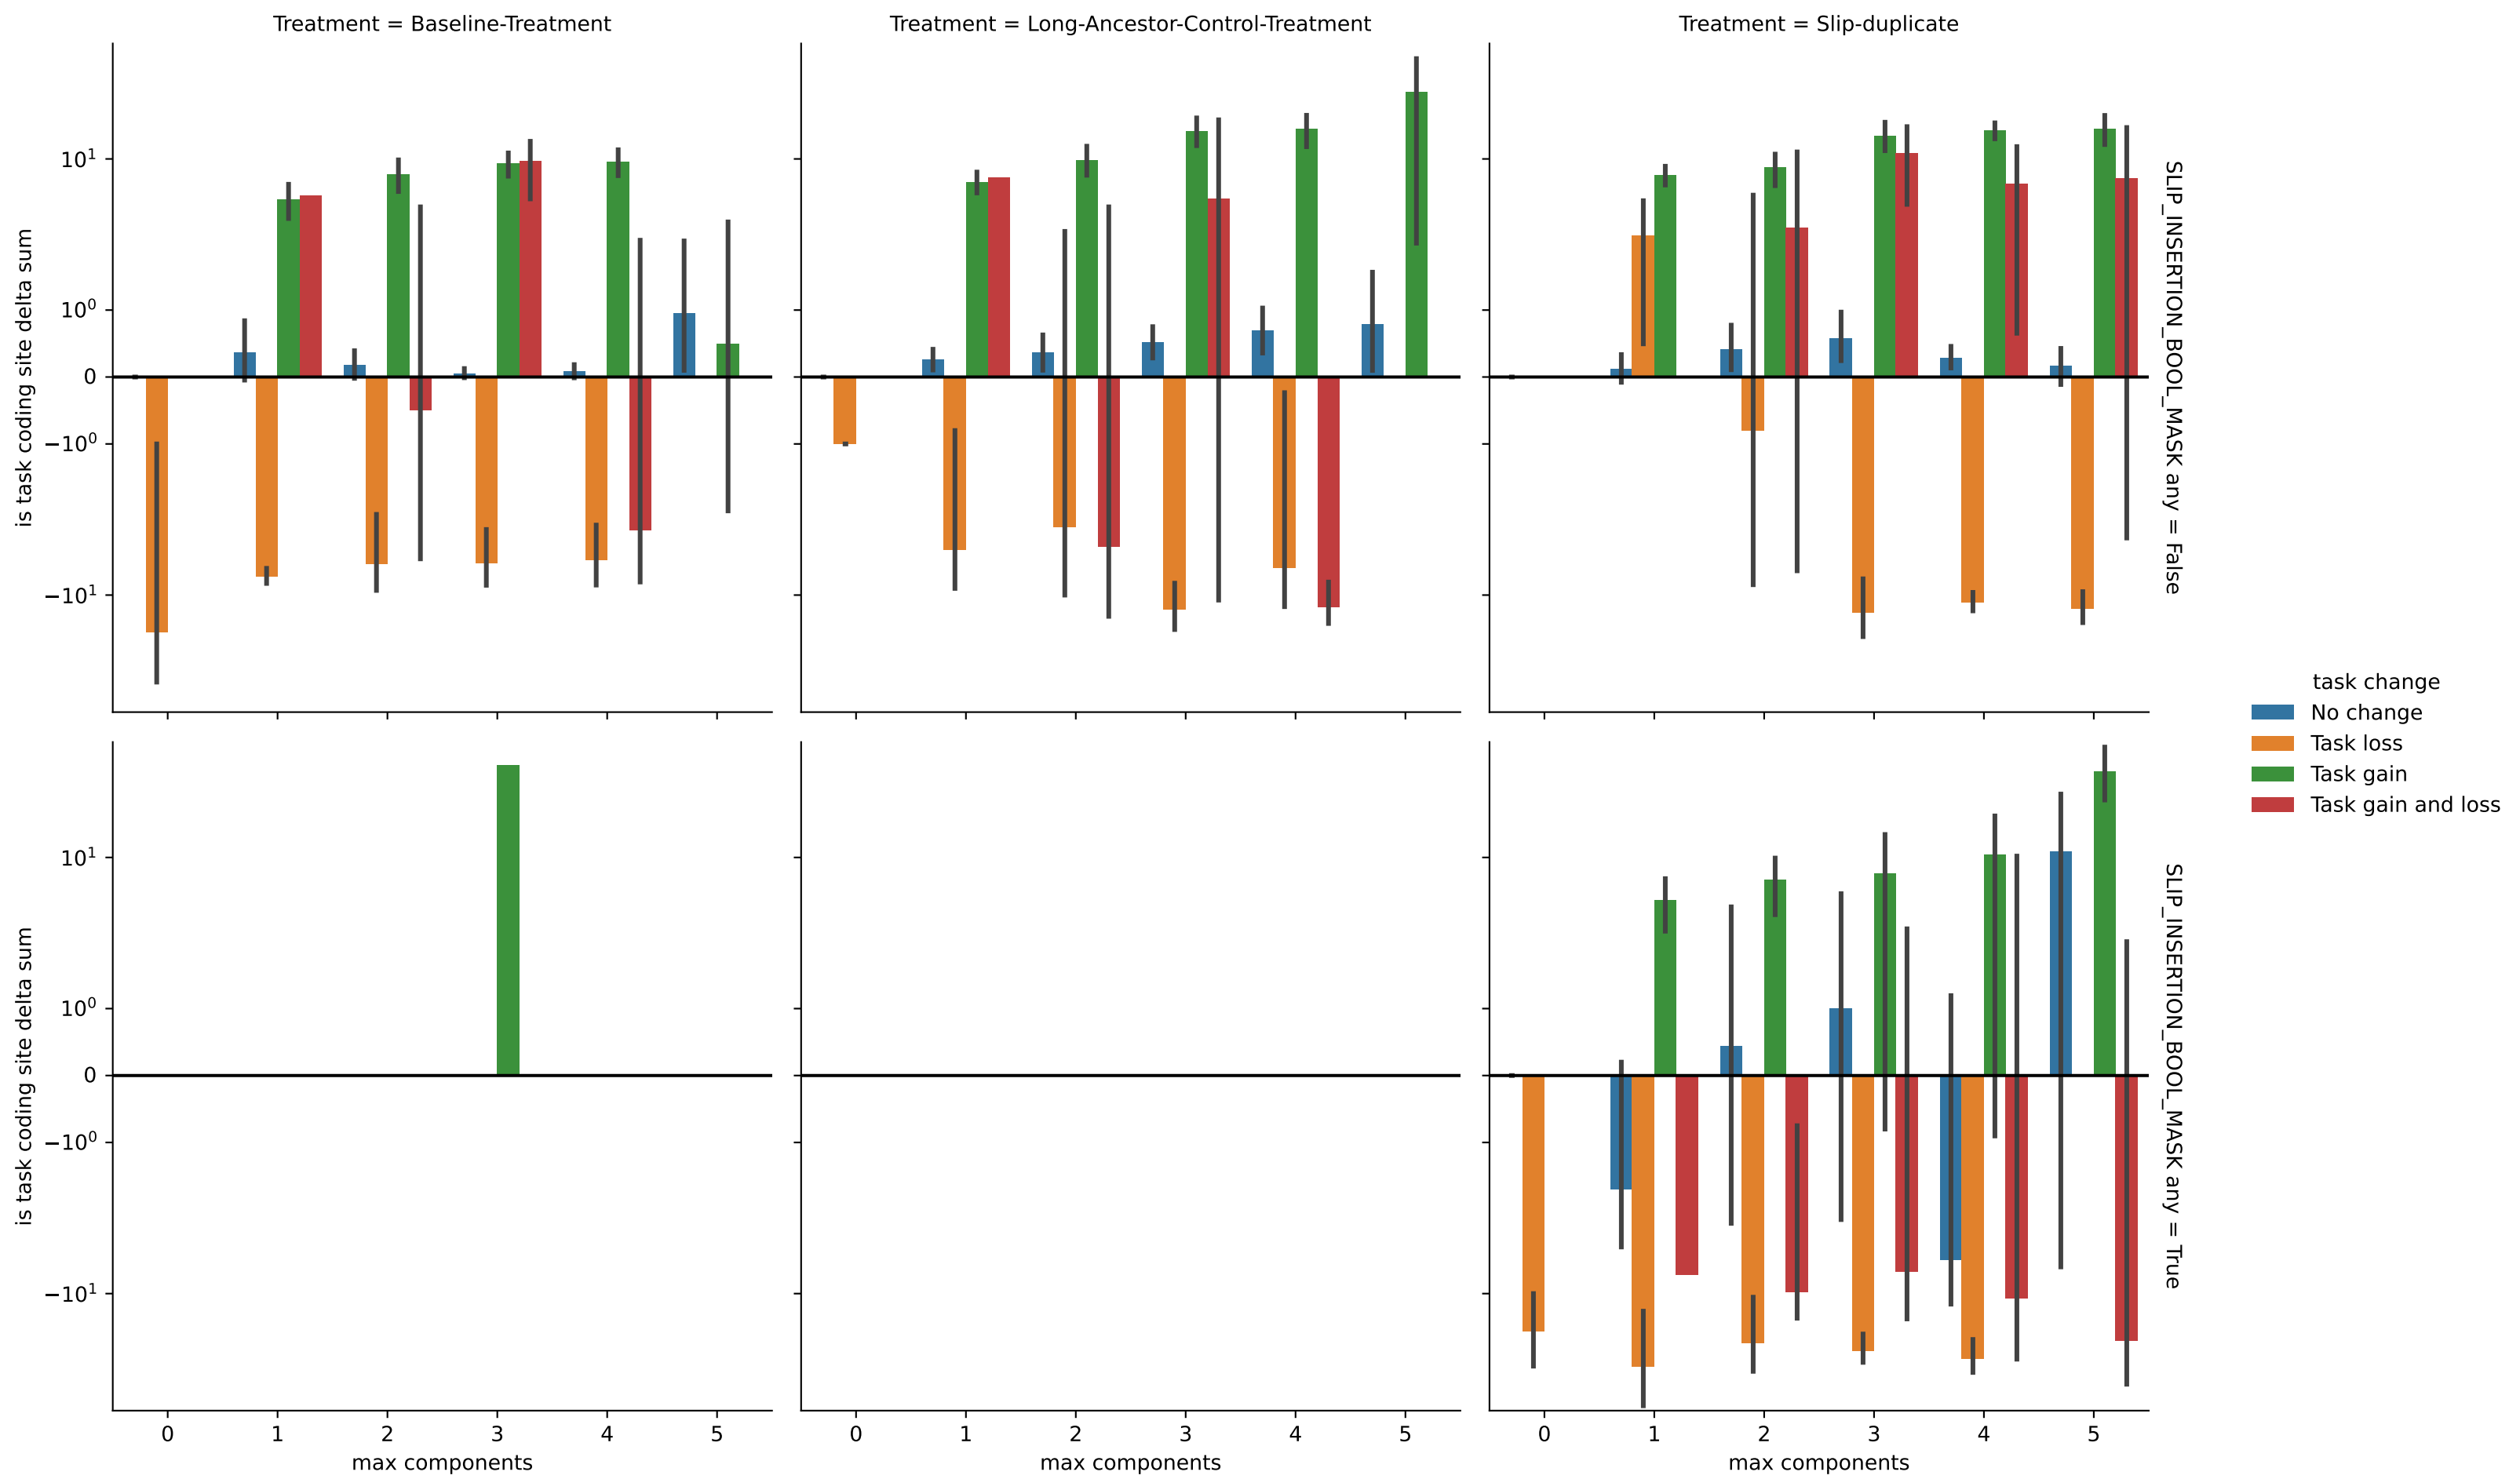 Treatment = Baseline-Treatment
Treatment = Long-Ancestor-Control-Treatment
Treatment = Slip-duplicate
is task coding site delta sum
10¹
10⁰
0
−10⁰
−10¹
SLIP_INSERTION_BOOL_MASK any = False
task change
No change
Task loss
Task gain
Task gain and loss
is task coding site delta sum
10¹
10⁰
0
−10⁰
−10¹
SLIP_INSERTION_BOOL_MASK any = True
0 1 2 3 4 5
0 1 2 3 4 5
0 1 2 3 4 5
max components
max components
max components